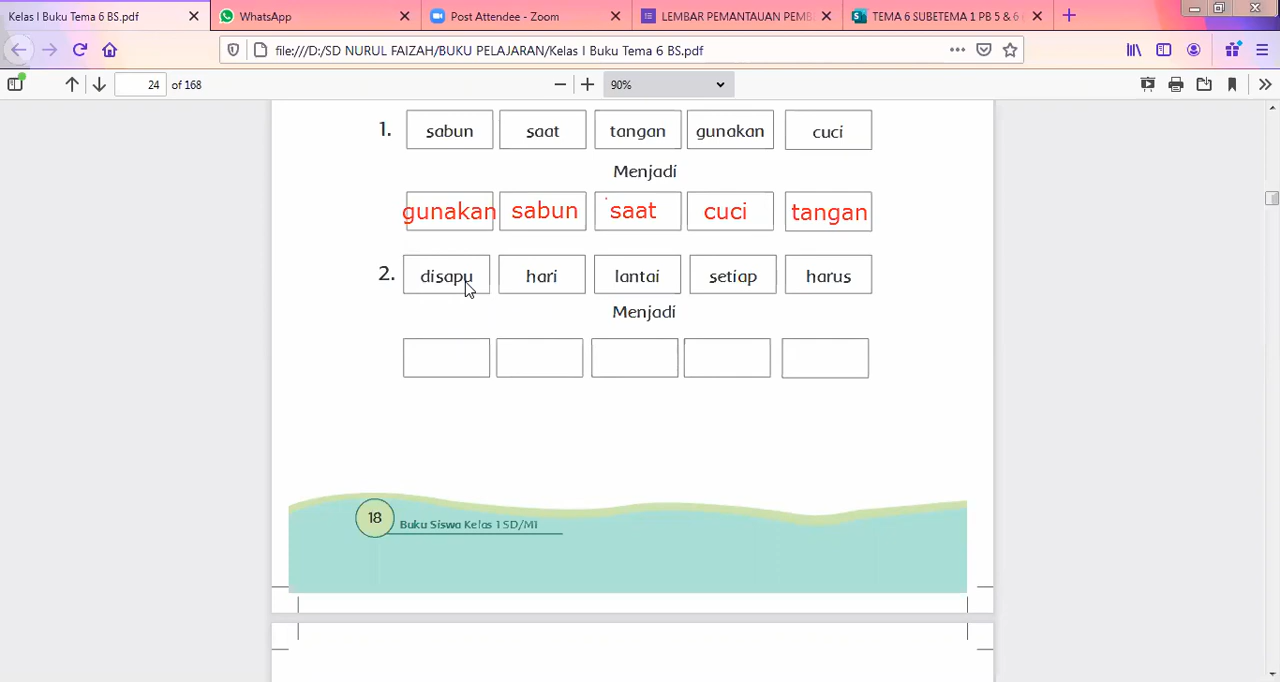 Kelas I Buku Tema 6 BS.pdf WhatsApp Post Attendee - Zoom LEMBAR PEMANTUAN PEMB TEMA 6 SUBETEMA 1 PB 5 & 6
file:///D:/SD NURUL FAIZAH/BUKU PELAJARAN/Kelas I Buku Tema 6 BS.pdf
24 of 168 90%
1. sabun saat tangan gunakan cuci
Menjadi
gunakan sabun saat cuci tangan
2. disapu hari lantai setiap harus
Menjadi
18 Buku Siswa Kelas 1 SD/MI